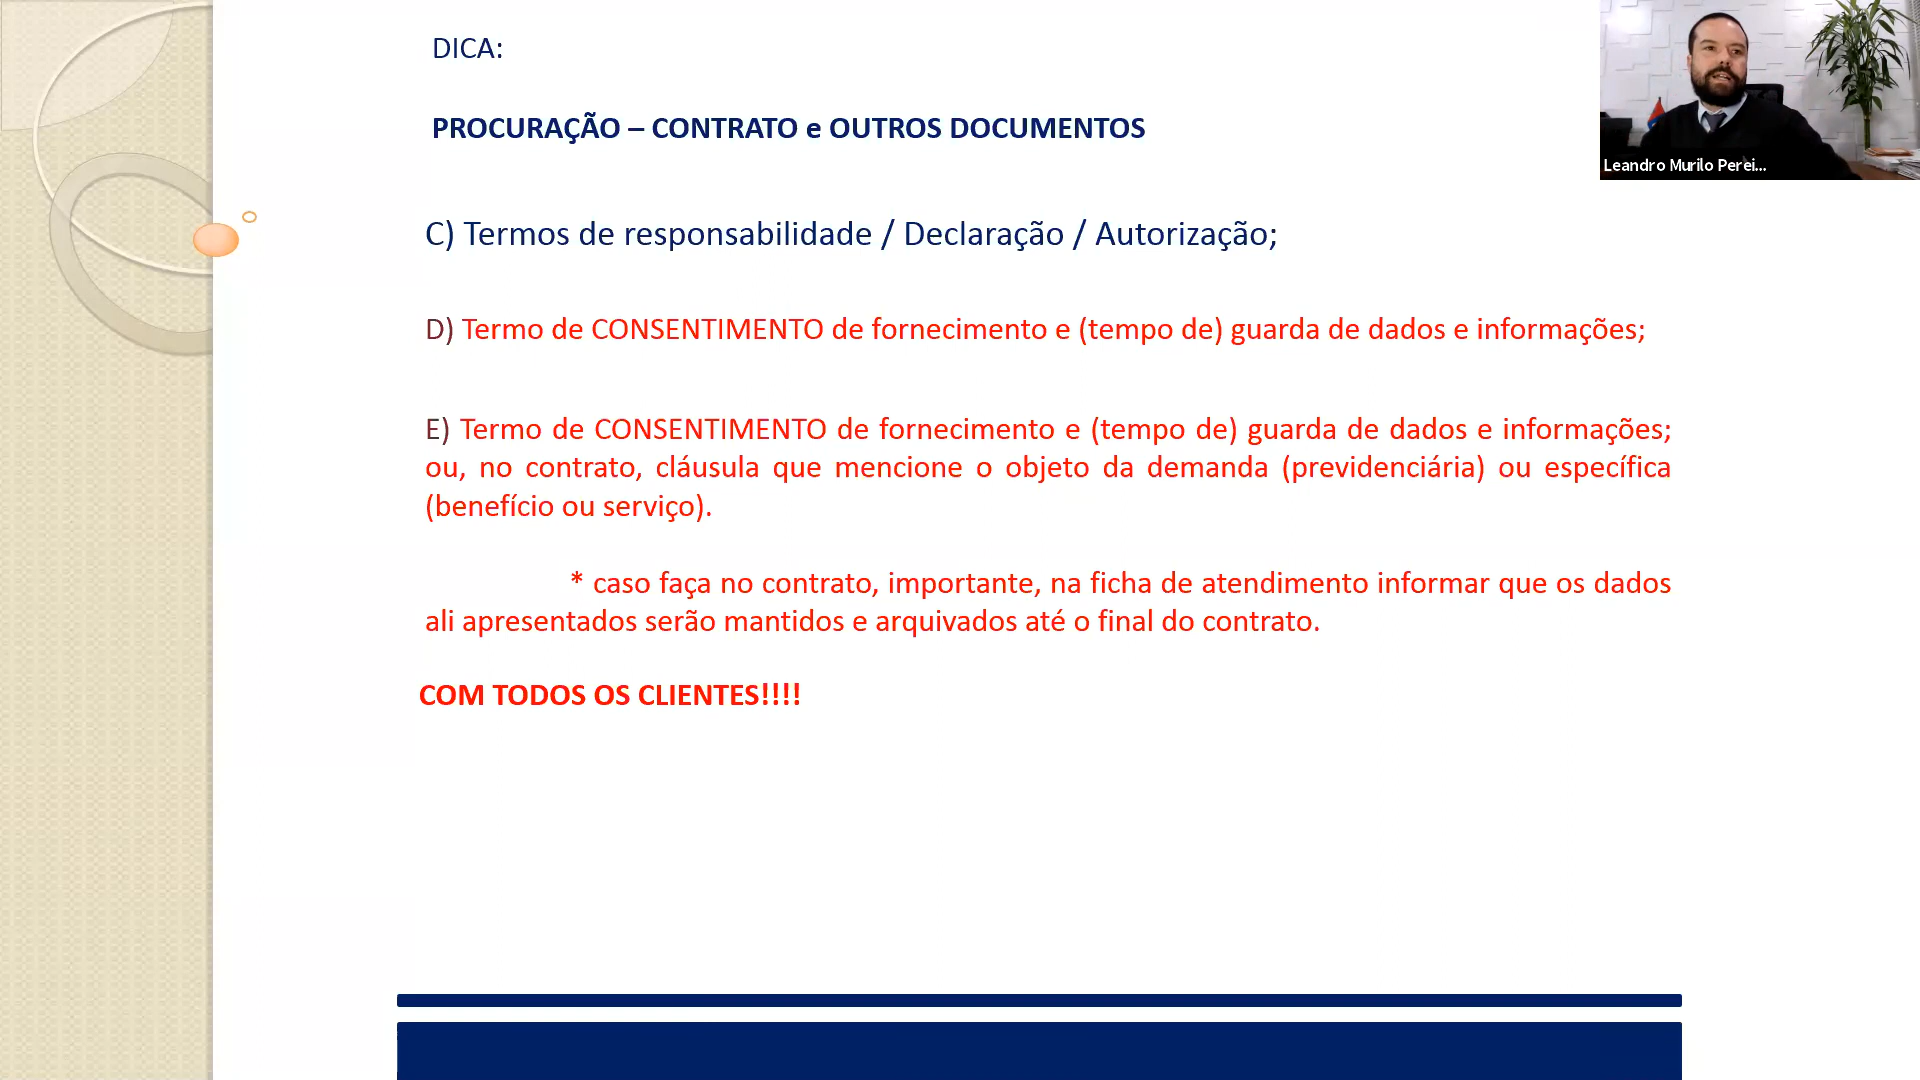 DICA:
PROCURAÇÃO – CONTRATO e OUTROS DOCUMENTOS
Leandro Murilo Perei...
C) Termos de responsabilidade / Declaração / Autorização;
D) Termo de CONSENTIMENTO de fornecimento e (tempo de) guarda de dados e informações;
E) Termo de CONSENTIMENTO de fornecimento e (tempo de) guarda de dados e informações;
ou, no contrato, cláusula que mencione o objeto da demanda (previdenciária) ou específica
(benefício ou serviço).
* caso faça no contrato, importante, na ficha de atendimento informar que os dados
ali apresentados serão mantidos e arquivados até o final do contrato.
COM TODOS OS CLIENTES!!!!